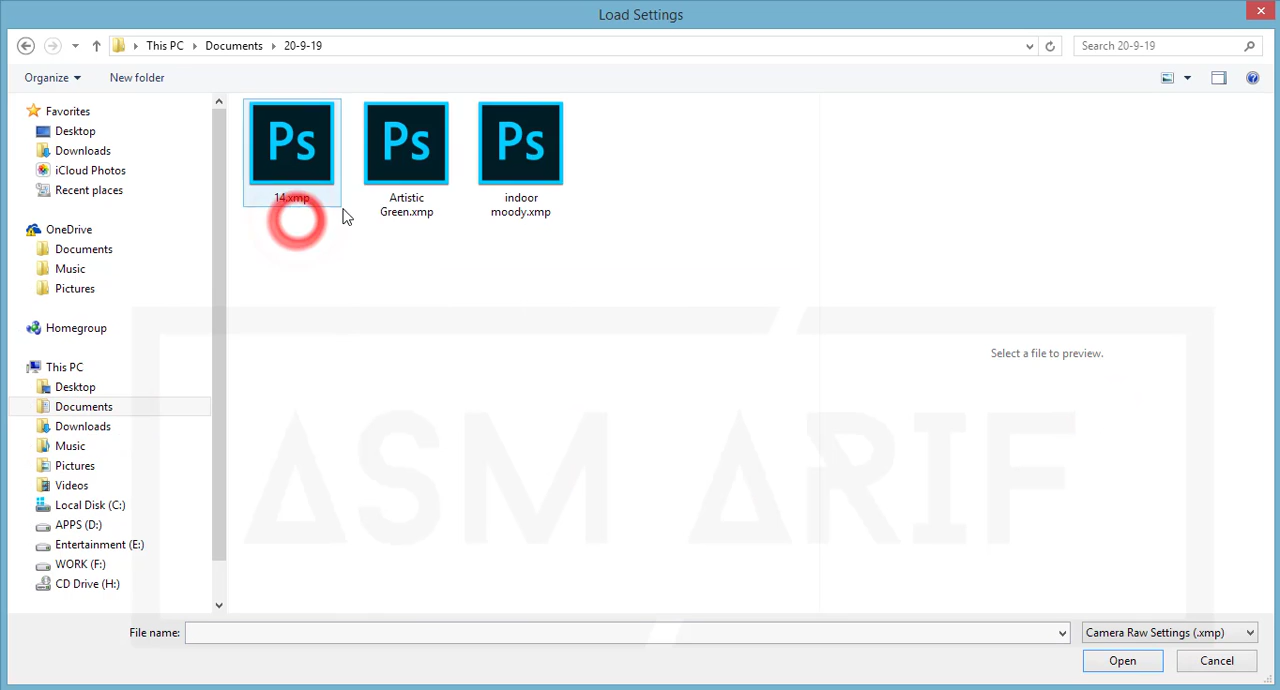 Load Settings
This PC
Documents
20-9-19
Search 20-9-19
Organize
New folder
Favorites
Desktop
Downloads
iCloud Photos
Recent places
OneDrive
Documents
Music
Pictures
Homegroup
This PC
Desktop
Documents
Downloads
Music
Pictures
Videos
Local Disk (C:)
APPS (D:)
Entertainment (E:)
WORK (F:)
CD Drive (H:)
Ps
14.xmp
Ps
Artistic
Green.xmp
Ps
indoor
moody.xmp
Select a file to preview.
ASM ARIF
File name:
Camera Raw Settings (.xmp)
Open
Cancel